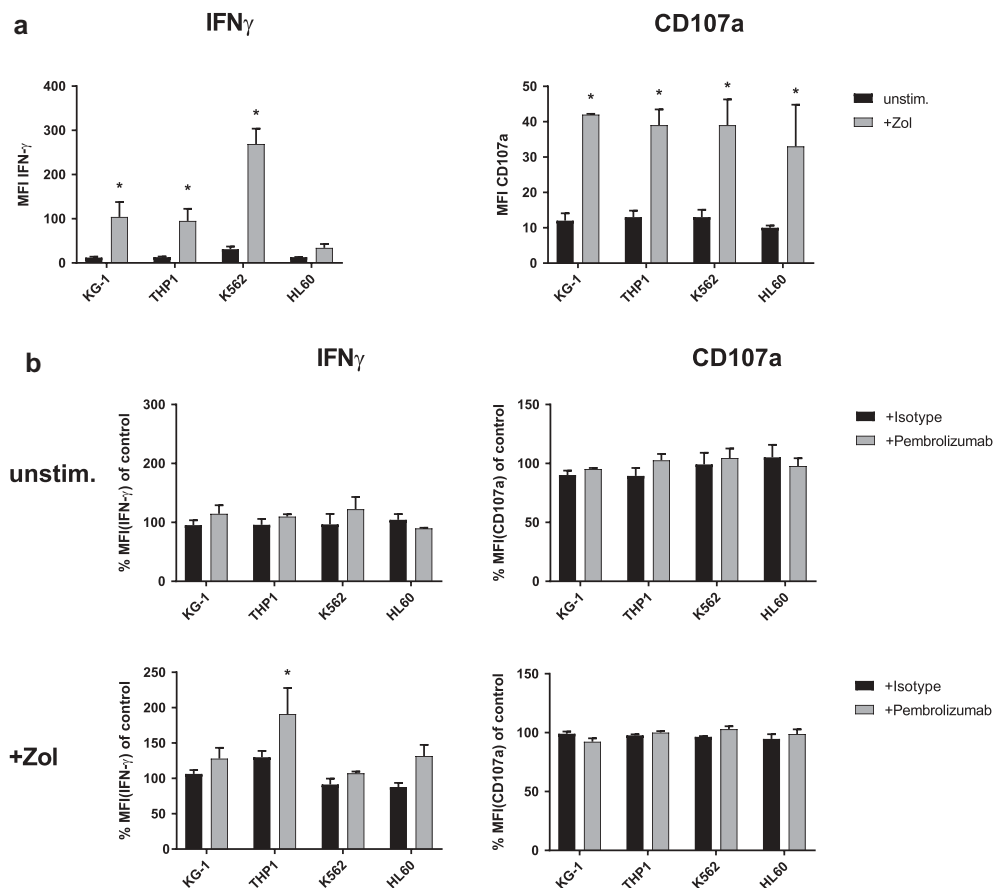 a
IFNγ
CD107a
MFI IFN-γ
400
300
200
100
0
*
*
*
KG-1
THP1
K562
HL60
MFI CD107a
50
40
30
20
10
0
*
*
*
*
KG-1
THP1
K562
HL60
unstim.
+Zol
b
IFNγ
CD107a
unstim.
% MFI(IFN-γ) of control
300
200
100
0
KG-1
THP1
K562
HL60
% MFI(CD107a) of control
150
100
50
0
KG-1
THP1
K562
HL60
+Isotype
+Pembrolizumab
+Zol
% MFI(IFN-γ) of control
250
200
150
100
50
0
*
KG-1
THP1
K562
HL60
% MFI(CD107a) of control
150
100
50
0
KG-1
THP1
K562
HL60
+Isotype
+Pembrolizumab